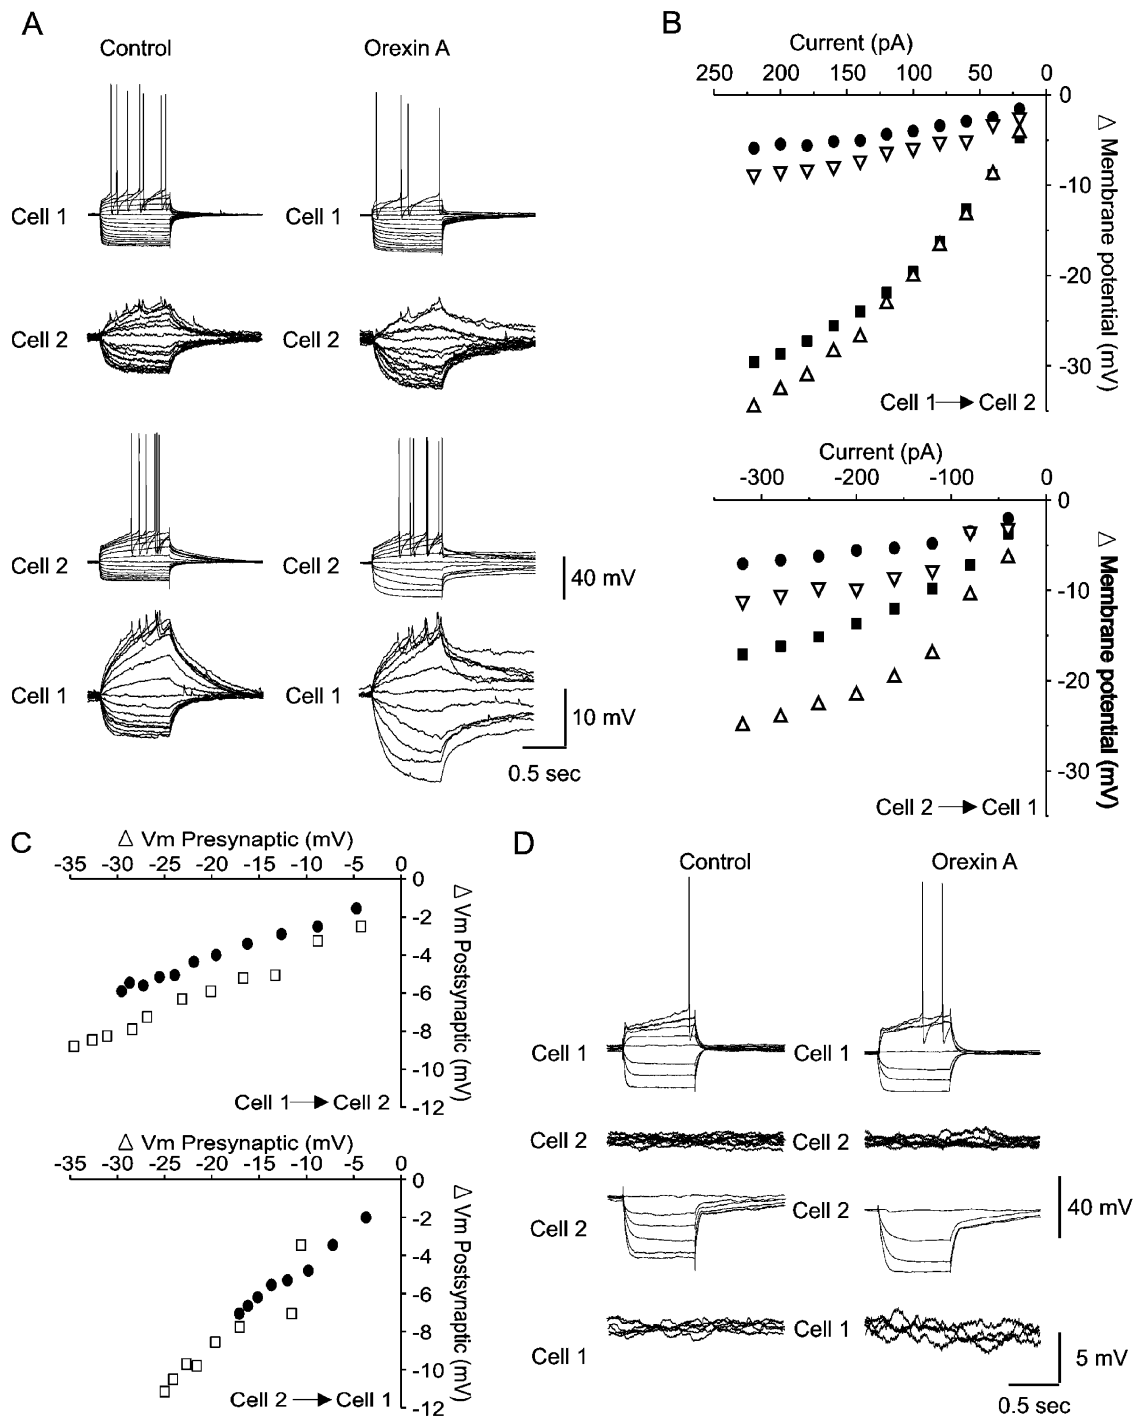 A
Control
Orexin A
Cell 1
Cell 2
Cell 2
Cell 2
Cell 2
40 mV
Cell 1
Cell 1
10 mV
0.5 sec
B
Current (pA)
250 200 150 100 50 0
0
-10
-20
-30
Δ Membrane potential (mV)
Cell 1 → Cell 2
Current (pA)
-300 -200 -100 0
0
-10
-20
-30
Δ Membrane potential (mV)
Cell 2 → Cell 1
C
Δ Vm Presynaptic (mV)
-35 -30 -25 -20 -15 -10 -5 0
0
-2
-4
-6
-8
-10
-12
Δ Vm Postsynaptic (mV)
Cell 1 → Cell 2
Δ Vm Presynaptic (mV)
-35 -30 -25 -20 -15 -10 -5 0
0
-2
-4
-6
-8
-10
-12
Δ Vm Postsynaptic (mV)
Cell 2 → Cell 1
D
Control
Orexin A
Cell 1
Cell 1
Cell 2
Cell 2
Cell 2
Cell 2
40 mV
Cell 1
Cell 1
5 mV
0.5 sec